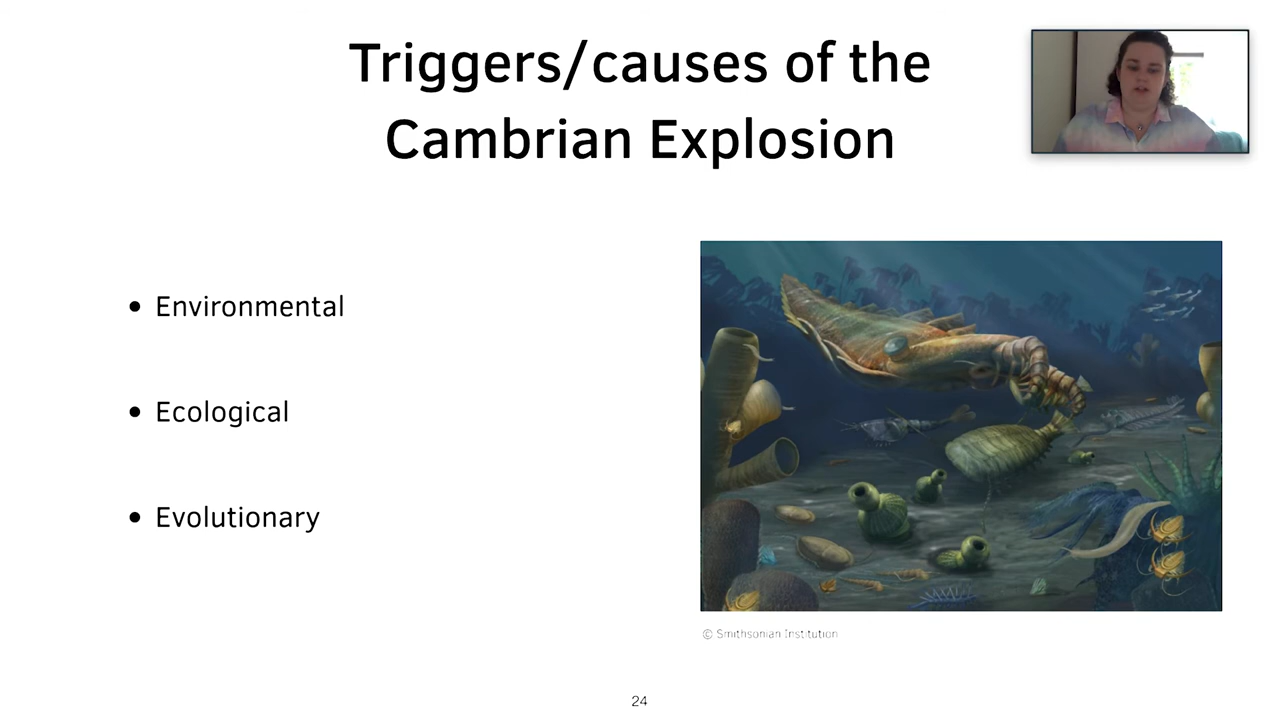 Triggers/causes of the
Cambrian Explosion
• Environmental
• Ecological
• Evolutionary
© Smithsonian Institution
24